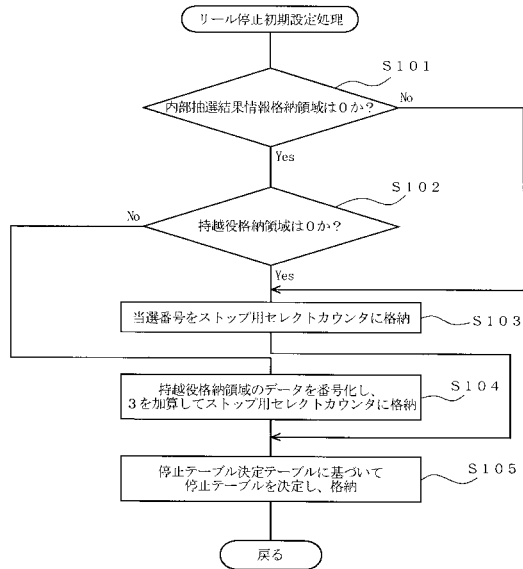 リール停止初期設定処理
S101
内部抽選結果情報格納領域は0か?
No
Yes
S102
No
持越役格納領域は0か?
Yes
当選番号をストップ用セレクトカウンタに格納
S103
持越役格納領域のデータを番号化し、
3を加算してストップ用セレクトカウンタに格納
S104
停止テーブル決定テーブルに基づいて
停止テーブルを決定し、格納
S105
戻る